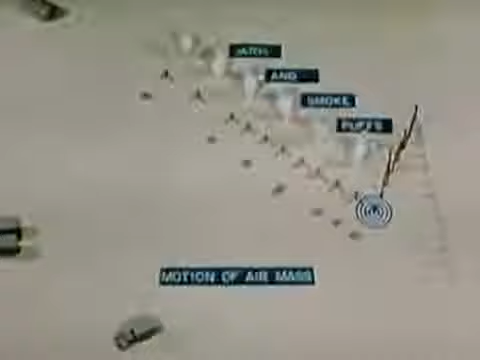 AND
SMOKE
PUFFS
MOTION OF AIR MASS